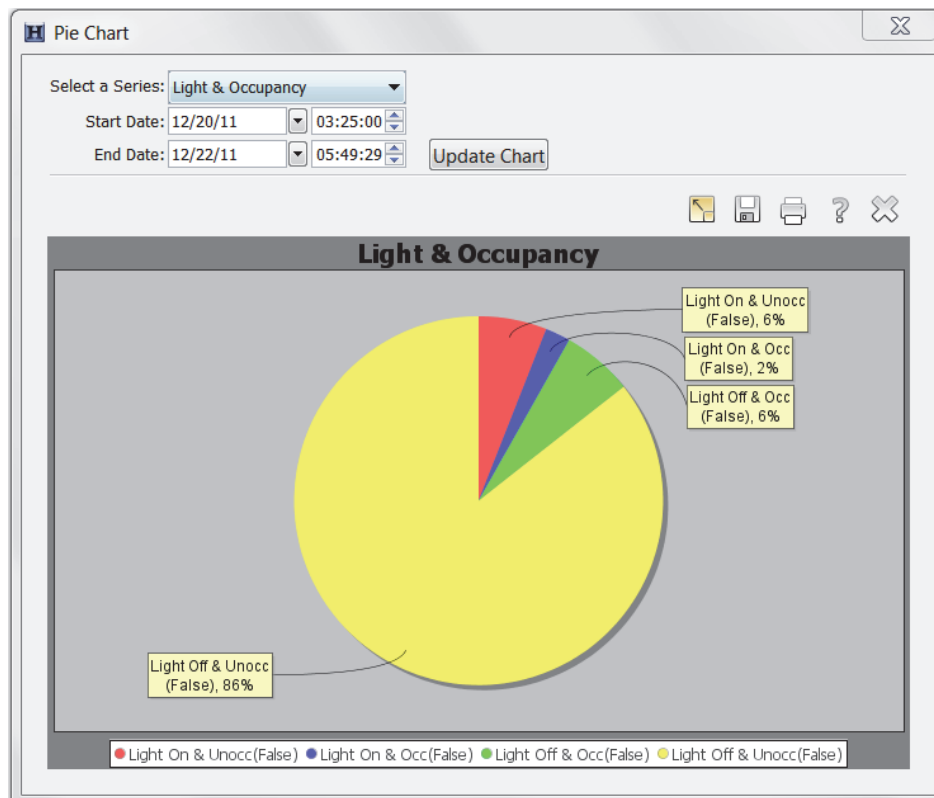 H Pie Chart
Select a Series: Light & Occupancy
Start Date: 12/20/11 03:25:00
End Date: 12/22/11 05:49:29 Update Chart
?
Light & Occupancy
Light On & Unocc
(False), 6%
Light On & Occ
(False), 2%
Light Off & Occ
(False), 6%
Light Off & Unocc
(False), 86%
Light On & Unocc(False) Light On & Occ(False) Light Off & Occ(False) Light Off & Unocc(False)